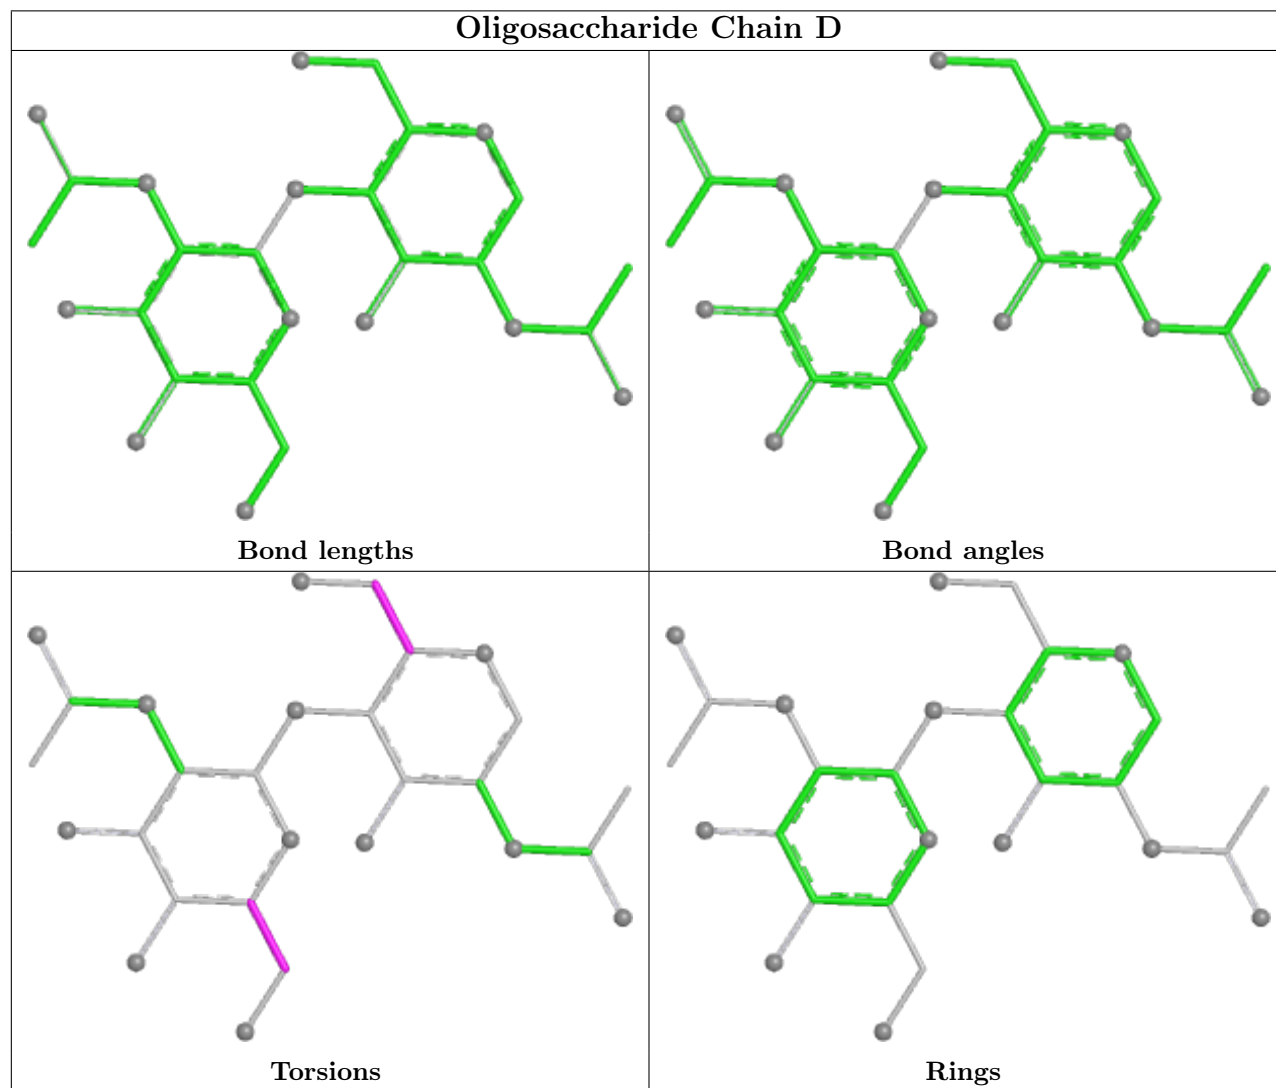 Oligosaccharide Chain D
Bond lengths
Bond angles
Torsions
Rings